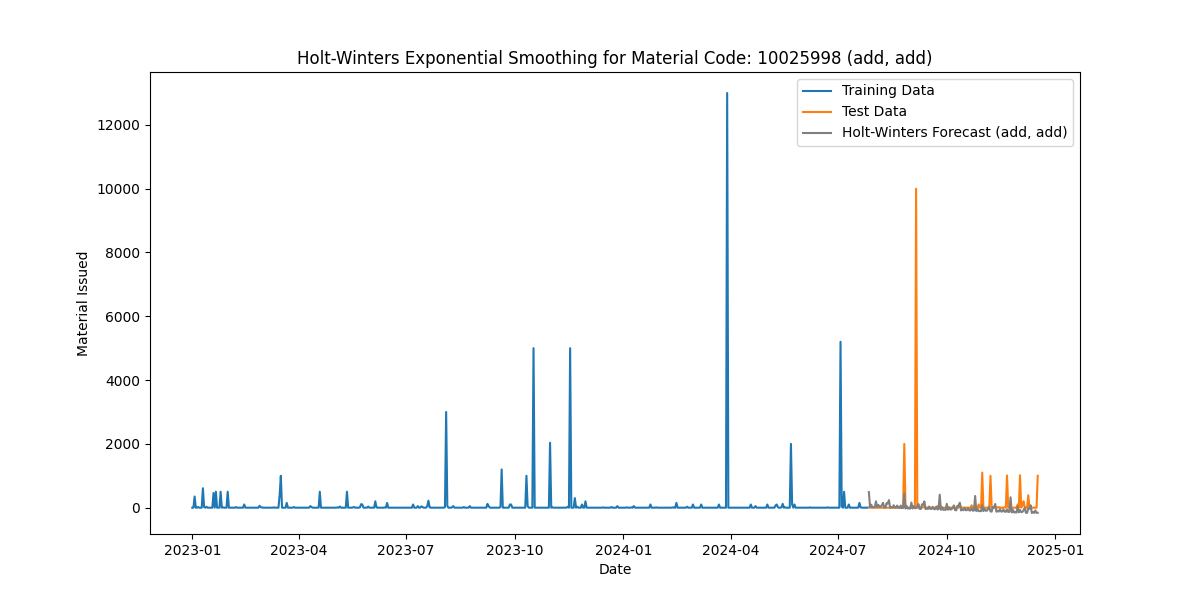 Holt-Winters Exponential Smoothing for Material Code: 10025998 (add, add)
Training Data
Test Data
Holt-Winters Forecast (add, add)
Material Issued
12000
10000
8000
6000
4000
2000
0
2023-01 2023-04 2023-07 2023-10 2024-01 2024-04 2024-07 2024-10 2025-01
Date